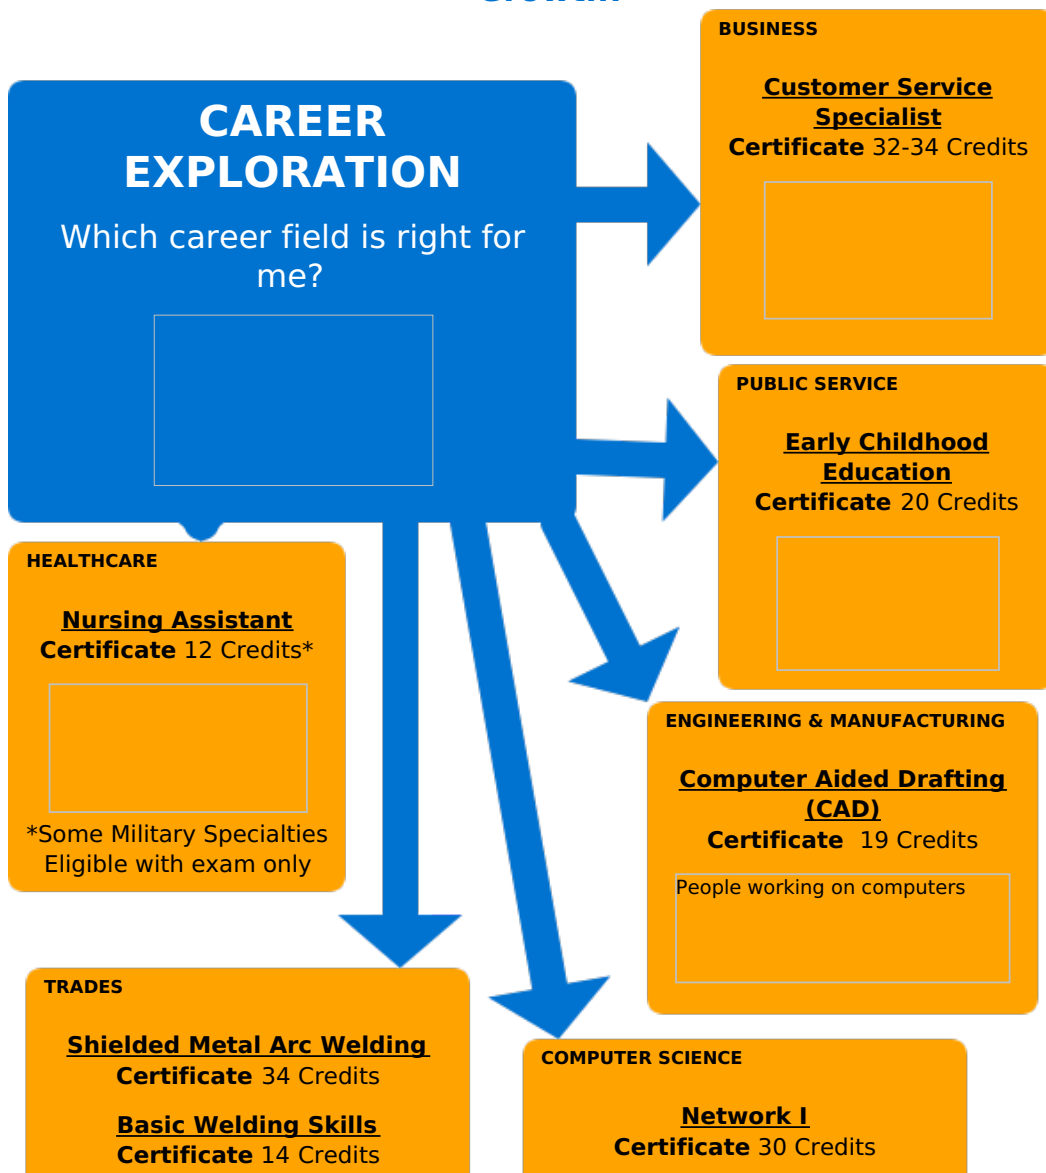 CAREER
EXPLORATION
Which career field is right for
me?
BUSINESS
Customer Service
Specialist
Certificate 32-34 Credits
PUBLIC SERVICE
Early Childhood
Education
Certificate 20 Credits
HEALTHCARE
Nursing Assistant
Certificate 12 Credits*
*Some Military Specialties
Eligible with exam only
ENGINEERING & MANUFACTURING
Computer Aided Drafting
(CAD)
Certificate 19 Credits
People working on computers
TRADES
Shielded Metal Arc Welding
Certificate 34 Credits
Basic Welding Skills
Certificate 14 Credits
COMPUTER SCIENCE
Network I
Certificate 30 Credits